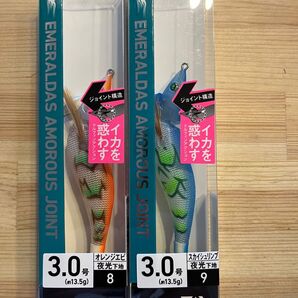 EMERALDAS AMOROUS JOINT
ジョイント構造
イカを
惑わす
3.0号
(約13.5g)
オレンジエビ
夜光下地
8
EMERALDAS AMOROUS JOINT
ジョイント構造
イカを
惑わす
3.0号
(約13.5g)
スカイシュリンプ
夜光下地
9